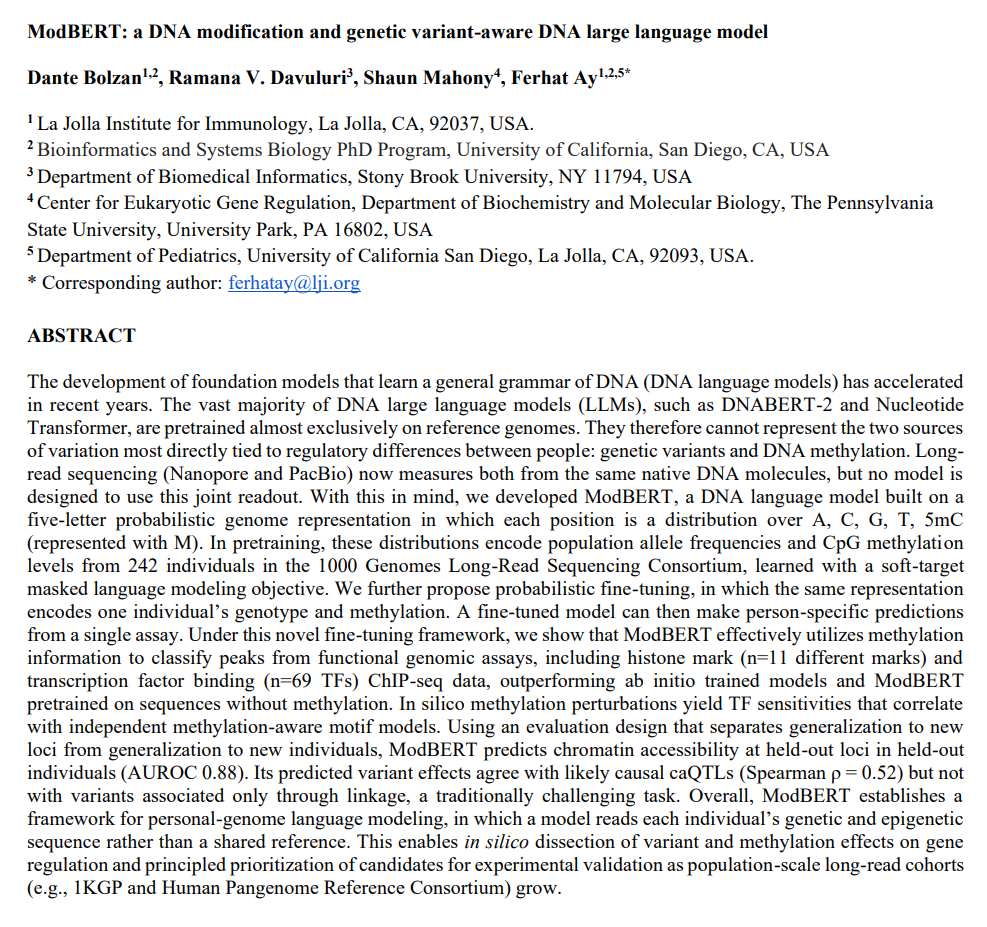 ModBERT: a DNA modification and genetic variant-aware DNA large language model
Dante Bolzan1,2, Ramana V. Davuluri3, Shaun Mahony4, Ferhat Ay1,2,5*
1 La Jolla Institute for Immunology, La Jolla, CA, 92037, USA.
2 Bioinformatics and Systems Biology PhD Program, University of California, San Diego, CA, USA
3 Department of Biomedical Informatics, Stony Brook University, NY 11794, USA
4 Center for Eukaryotic Gene Regulation, Department of Biochemistry and Molecular Biology, The Pennsylvania
State University, University Park, PA 16802, USA
5 Department of Pediatrics, University of California San Diego, La Jolla, CA, 92093, USA.
* Corresponding author: ferhatay@lji.org
ABSTRACT
The development of foundation models that learn a general grammar of DNA (DNA language models) has accelerated
in recent years. The vast majority of DNA large language models (LLMs), such as DNABERT-2 and Nucleotide
Transformer, are pretrained almost exclusively on reference genomes. They therefore cannot represent the two sources
of variation most directly tied to regulatory differences between people: genetic variants and DNA methylation. Long-
read sequencing (Nanopore and PacBio) now measures both from the same native DNA molecules, but no model is
designed to use this joint readout. With this in mind, we developed ModBERT, a DNA language model built on a
five-letter probabilistic genome representation in which each position is a distribution over A, C, G, T, 5mC
(represented with M). In pretraining, these distributions encode population allele frequencies and CpG methylation
levels from 242 individuals in the 1000 Genomes Long-Read Sequencing Consortium, learned with a soft-target
masked language modeling objective. We further propose probabilistic fine-tuning, in which the same representation
encodes one individual's genotype and methylation. A fine-tuned model can then make person-specific predictions
from a single assay. Under this novel fine-tuning framework, we show that ModBERT effectively utilizes methylation
information to classify peaks from functional genomic assays, including histone mark (n=11 different marks) and
transcription factor binding (n=69 TFs) ChIP-seq data, outperforming ab initio trained models and ModBERT
pretrained on sequences without methylation. In silico methylation perturbations yield TF sensitivities that correlate
with independent methylation-aware motif models. Using an evaluation design that separates generalization to new
loci from generalization to new individuals, ModBERT predicts chromatin accessibility at held-out loci in held-out
individuals (AUROC 0.88). Its predicted variant effects agree with likely causal caQTLs (Spearman ρ = 0.52) but not
with variants associated only through linkage, a traditionally challenging task. Overall, ModBERT establishes a
framework for personal-genome language modeling, in which a model reads each individual's genetic and epigenetic
sequence rather than a shared reference. This enables in silico dissection of variant and methylation effects on gene
regulation and principled prioritization of candidates for experimental validation as population-scale long-read cohorts
(e.g., 1KGP and Human Pangenome Reference Consortium) grow.